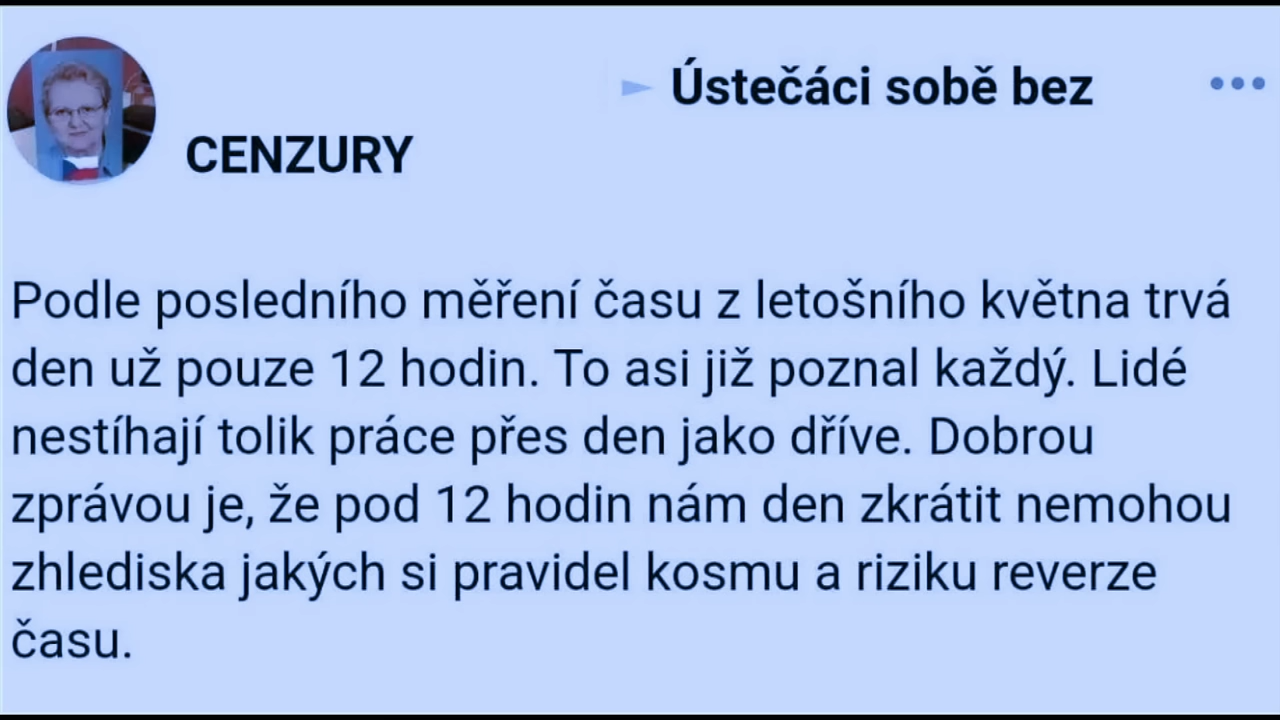 Ústečáci sobě bez
CENZURY
Podle posledního měření času z letošního května trvá
den už pouze 12 hodin. To asi již poznal každý. Lidé
nestíhají tolik práce přes den jako dříve. Dobrou
zprávou je, že pod 12 hodin nám den zkrátit nemohou
zhlediska jakých si pravidel kosmu a riziku reverze
času.